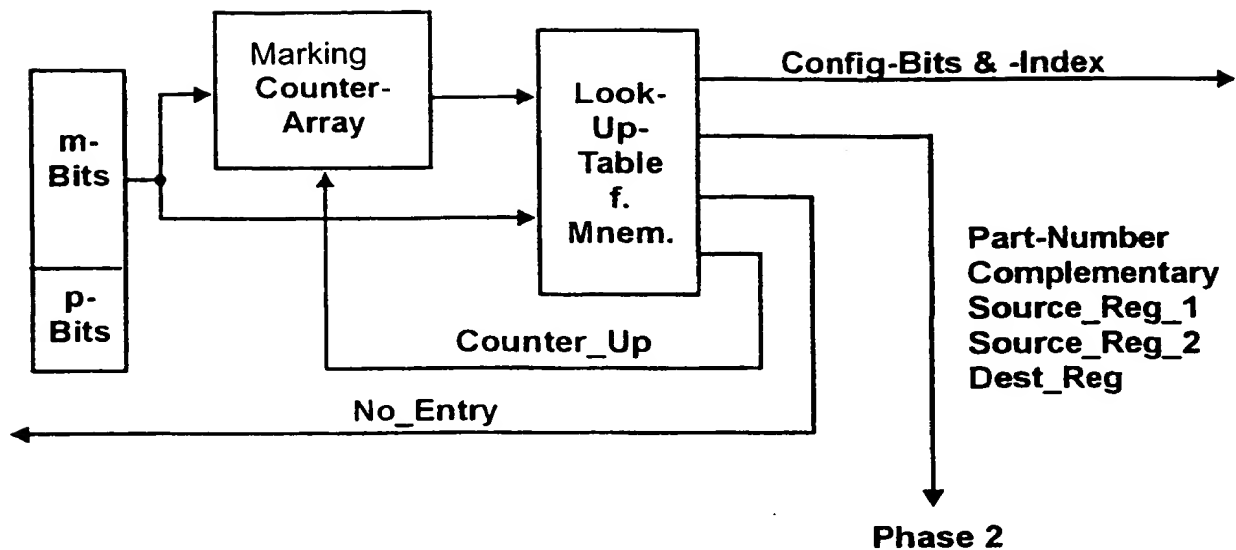 m-
Bits
p-
Bits
Marking
Counter-
Array
Look-
Up-
Table
f.
Mnem.
Config-Bits & -Index
Part-Number
Complementary
Source_Reg_1
Source_Reg_2
Dest_Reg
Counter_Up
No_Entry
Phase 2